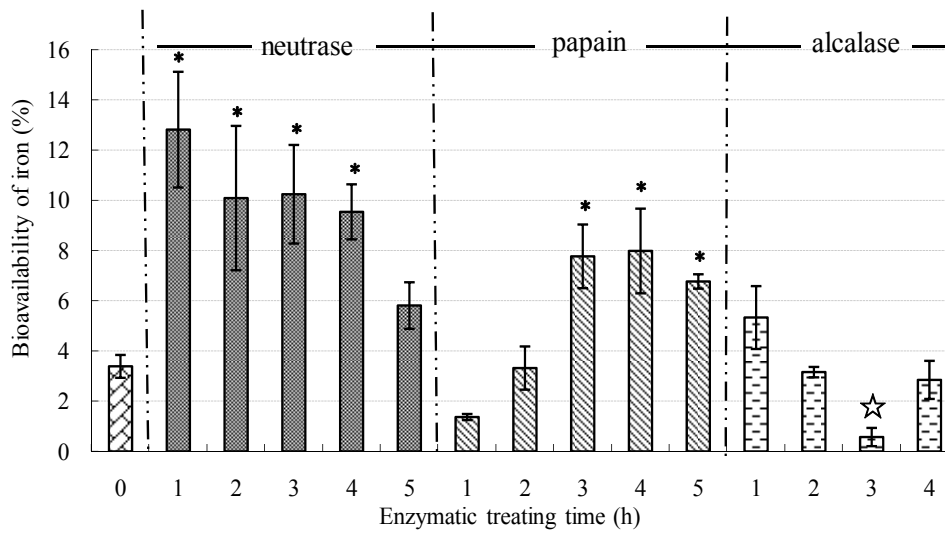 neutrase papain alcalase
Bioavailability of iron (%)
16
14
12
10
8
6
4
2
0
* * * * * * *
0 1 2 3 4 5 1 2 3 4 5 1 2 3 4
Enzymatic treating time (h)